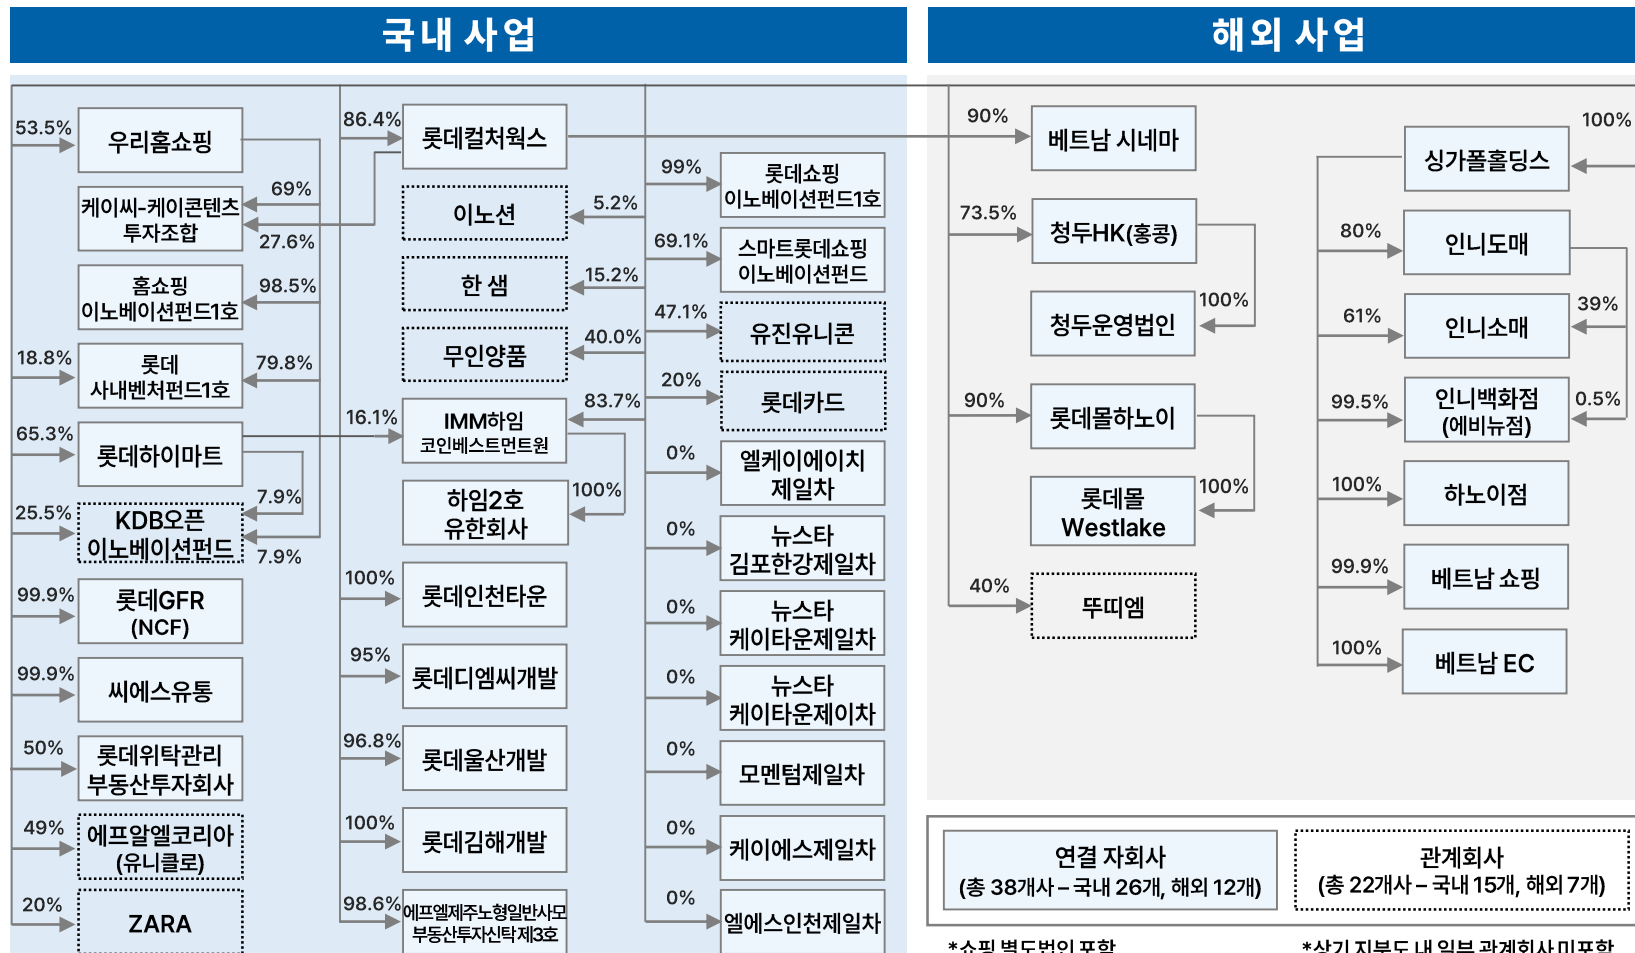 국내 사업
53.5%
우리홈쇼핑
69%
케이씨-케이콘텐츠
투자조합
27.6%
홈쇼핑
이노베이션펀드1호
98.5%
18.8%
롯데
사내벤처펀드1호
79.8%
65.3%
롯데하이마트
7.9%
25.5%
KDB오픈
이노베이션펀드
7.9%
99.9%
롯데GFR
(NCF)
99.9%
씨에스유통
50%
롯데위탁관리
부동산투자회사
49%
에프알엘코리아
(유니클로)
20%
ZARA
86.4%
롯데컬처웍스
이노션
5.2%
한 샘
15.2%
무인양품
40.0%
16.1%
IMM하임
코인베스트먼트원
83.7%
하임2호
유한회사
100%
100%
롯데인천타운
95%
롯데디엠씨개발
96.8%
롯데울산개발
100%
롯데김해개발
98.6%
에프엘제주노형일반사모
부동산투자신탁 제3호
99%
롯데쇼핑
이노베이션펀드1호
69.1%
스마트롯데쇼핑
이노베이션펀드
47.1%
유진유니콘
20%
롯데카드
0%
엘케이에이치
제일차
0%
뉴스타
김포한강제일차
0%
뉴스타
케이타운제일차
0%
뉴스타
케이타운제이차
0%
모멘텀제일차
0%
케이에스제일차
0%
엘에스인천제일차
해외 사업
90%
베트남 시네마
73.5%
청두HK(홍콩)
청두운영법인
100%
90%
롯데몰하노이
롯데몰
Westlake
100%
40%
뚜띠엠
싱가폴홀딩스
100%
80%
인니도매
61%
인니소매
39%
99.5%
인니백화점
(에비뉴점)
0.5%
100%
하노이점
99.9%
베트남 쇼핑
100%
베트남 EC
연결 자회사
(총 38개사 – 국내 26개, 해외 12개)
관계회사
(총 22개사 – 국내 15개, 해외 7개)
*쇼핑 별도법인 포함
*상기 지분도 내 일부 관계회사 미포함